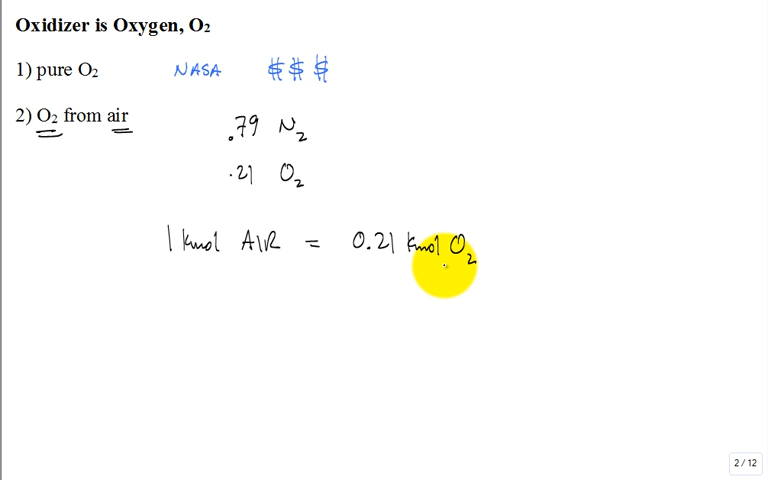 Oxidizer is Oxygen, O₂
1) pure O₂ NASA $ $ $
2) O₂ from air
.79 N₂
.21 O₂
1 kmol AIR = 0.21 kmol O₂
2 / 12